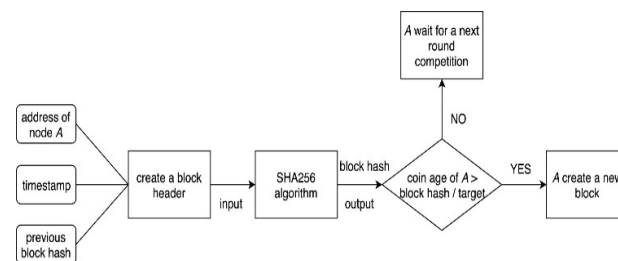 A wait for a next
round
competition
address of
node A
NO
timestamp
create a block
header
input
SHA256
algorithm
block hash
output
coin age of A >
block hash / target
YES
A create a new
block
previous
block hash